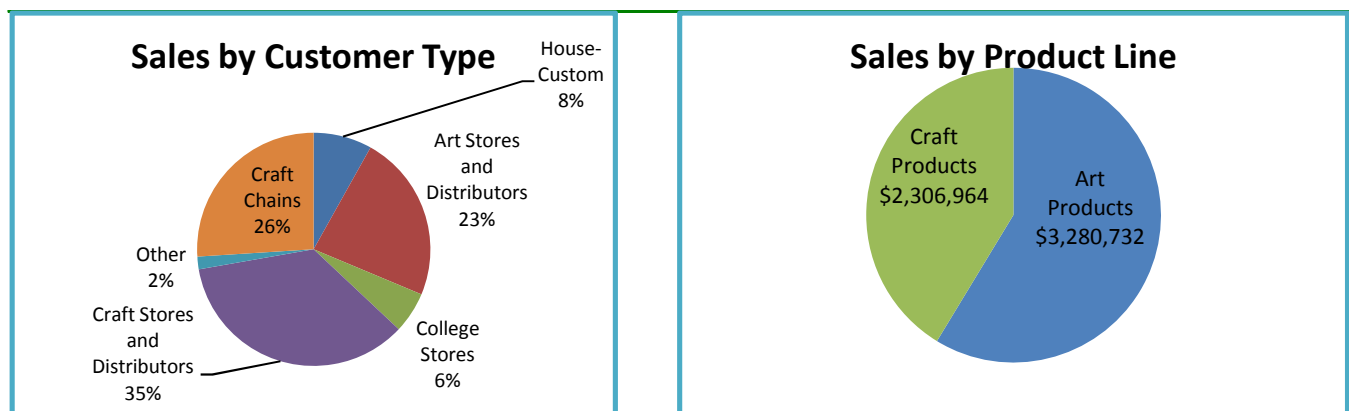 Sales by Customer Type
House-
Custom
8%
Art Stores
and
Distributors
23%
College
Stores
6%
Craft Stores
and
Distributors
35%
Other
2%
Craft
Chains
26%
Sales by Product Line
Craft
Products
$2,306,964
Art
Products
$3,280,732